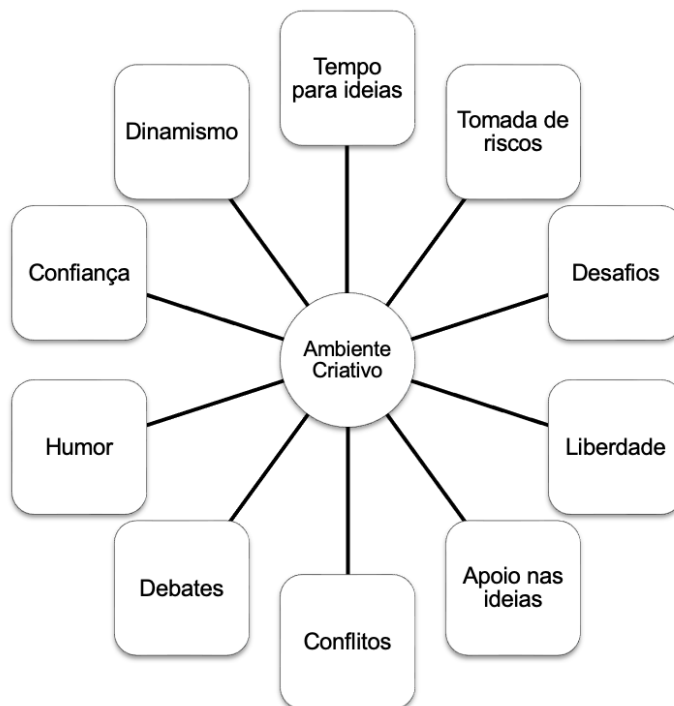 Tempo
para ideias
Tomada de
riscos
Desafios
Liberdade
Apoio nas
ideias
Conflitos
Debates
Humor
Confiança
Dinamismo
Ambiente
Criativo